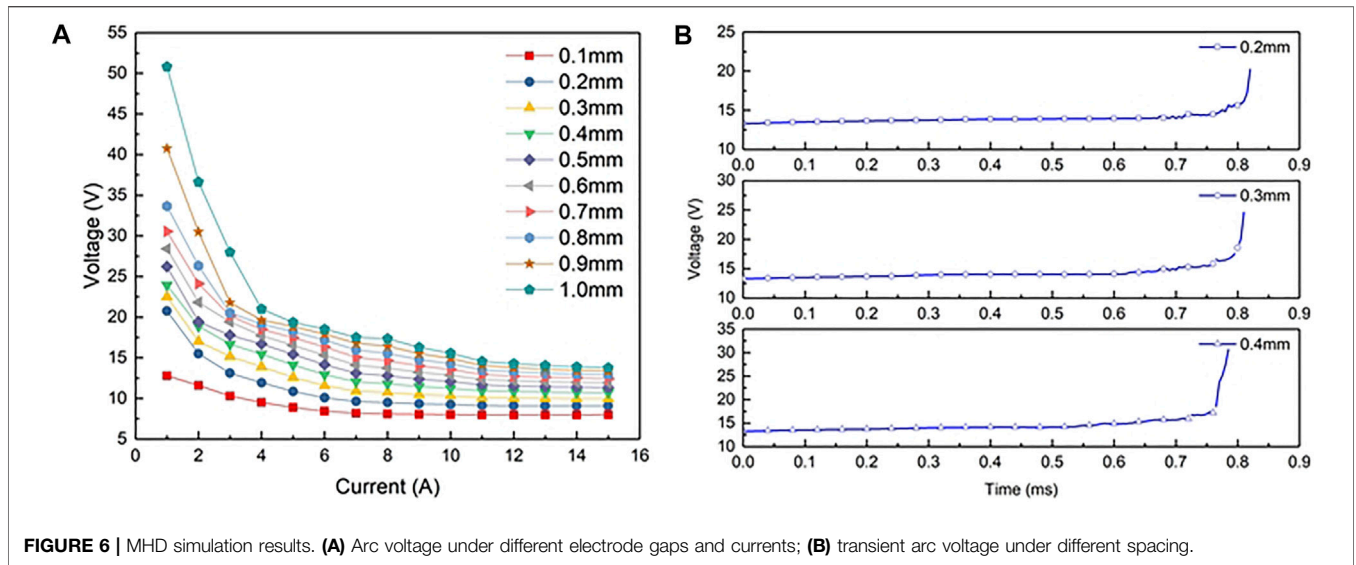 A
55
50
45
40
35
30
25
20
15
10
5
0 2 4 6 8 10 12 14 16
Voltage (V)
Current (A)
0.1mm
0.2mm
0.3mm
0.4mm
0.5mm
0.6mm
0.7mm
0.8mm
0.9mm
1.0mm
B
25
20
15
10
0.2mm
0.0 0.1 0.2 0.3 0.4 0.5 0.6 0.7 0.8 0.9
30
25
20
15
10
0.3mm
Voltage (V)
0.0 0.1 0.2 0.3 0.4 0.5 0.6 0.7 0.8 0.9
35
30
25
20
15
10
0.4mm
0.0 0.1 0.2 0.3 0.4 0.5 0.6 0.7 0.8 0.9
Time (ms)
FIGURE 6 | MHD simulation results. (A) Arc voltage under different electrode gaps and currents; (B) transient arc voltage under different spacing.